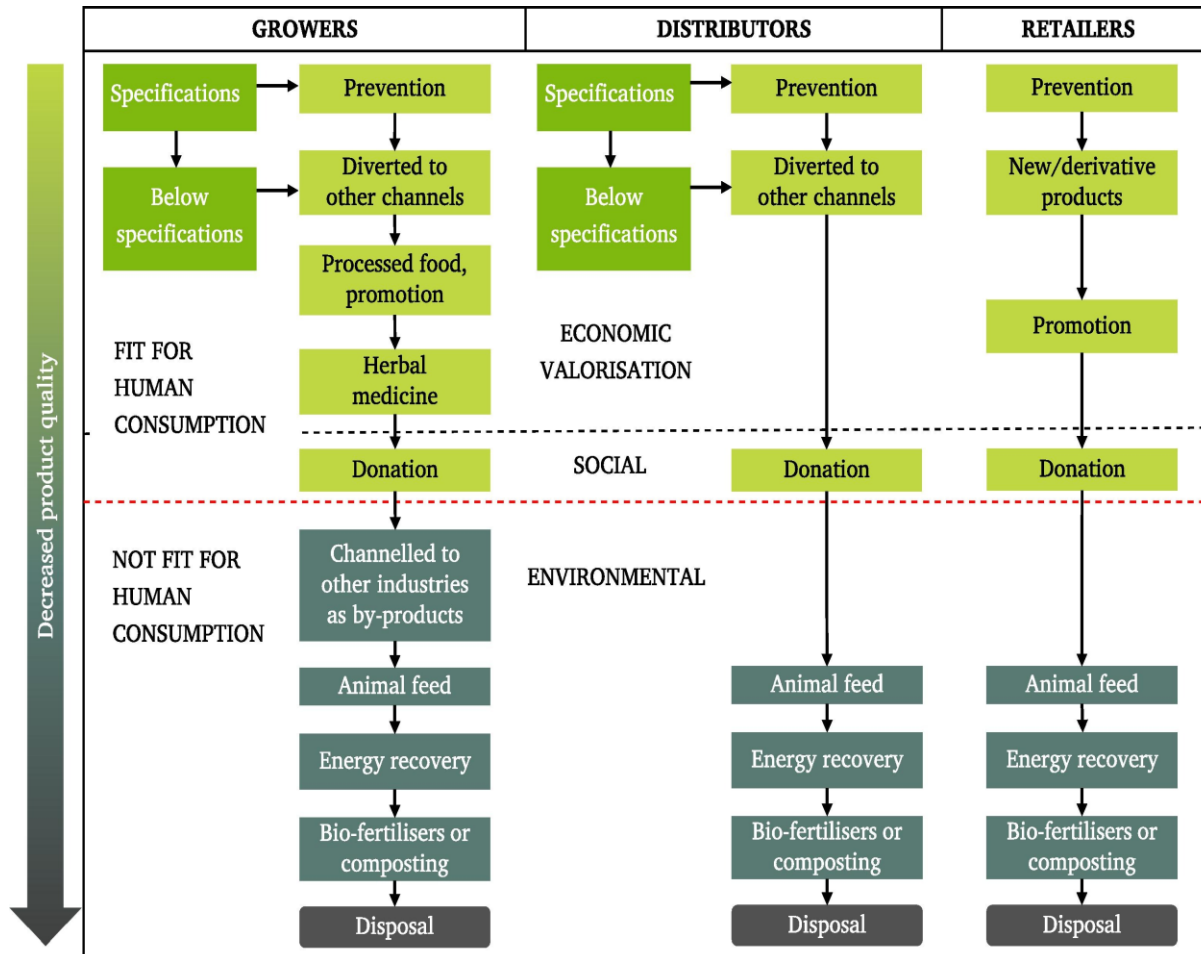 GROWERS
DISTRIBUTORS
RETAILERS
Decreased product quality
Specifications
Below
specifications
FIT FOR
HUMAN
CONSUMPTION
NOT FIT FOR
HUMAN
CONSUMPTION
Prevention
Diverted to
other channels
Processed food,
promotion
Herbal
medicine
Donation
Channelled to
other industries
as by-products
Animal feed
Energy recovery
Bio-fertilisers or
composting
Disposal
Specifications
Below
specifications
ECONOMIC
VALORISATION
SOCIAL
ENVIRONMENTAL
Prevention
Diverted to
other channels
Donation
Animal feed
Energy recovery
Bio-fertilisers or
composting
Disposal
Prevention
New/derivative
products
Promotion
Donation
Animal feed
Energy recovery
Bio-fertilisers or
composting
Disposal